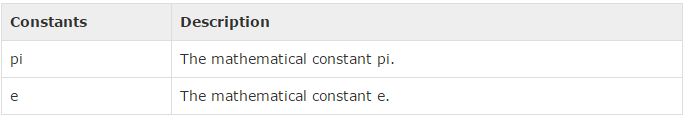 Constants Description
pi The mathematical constant pi.
e The mathematical constant e.